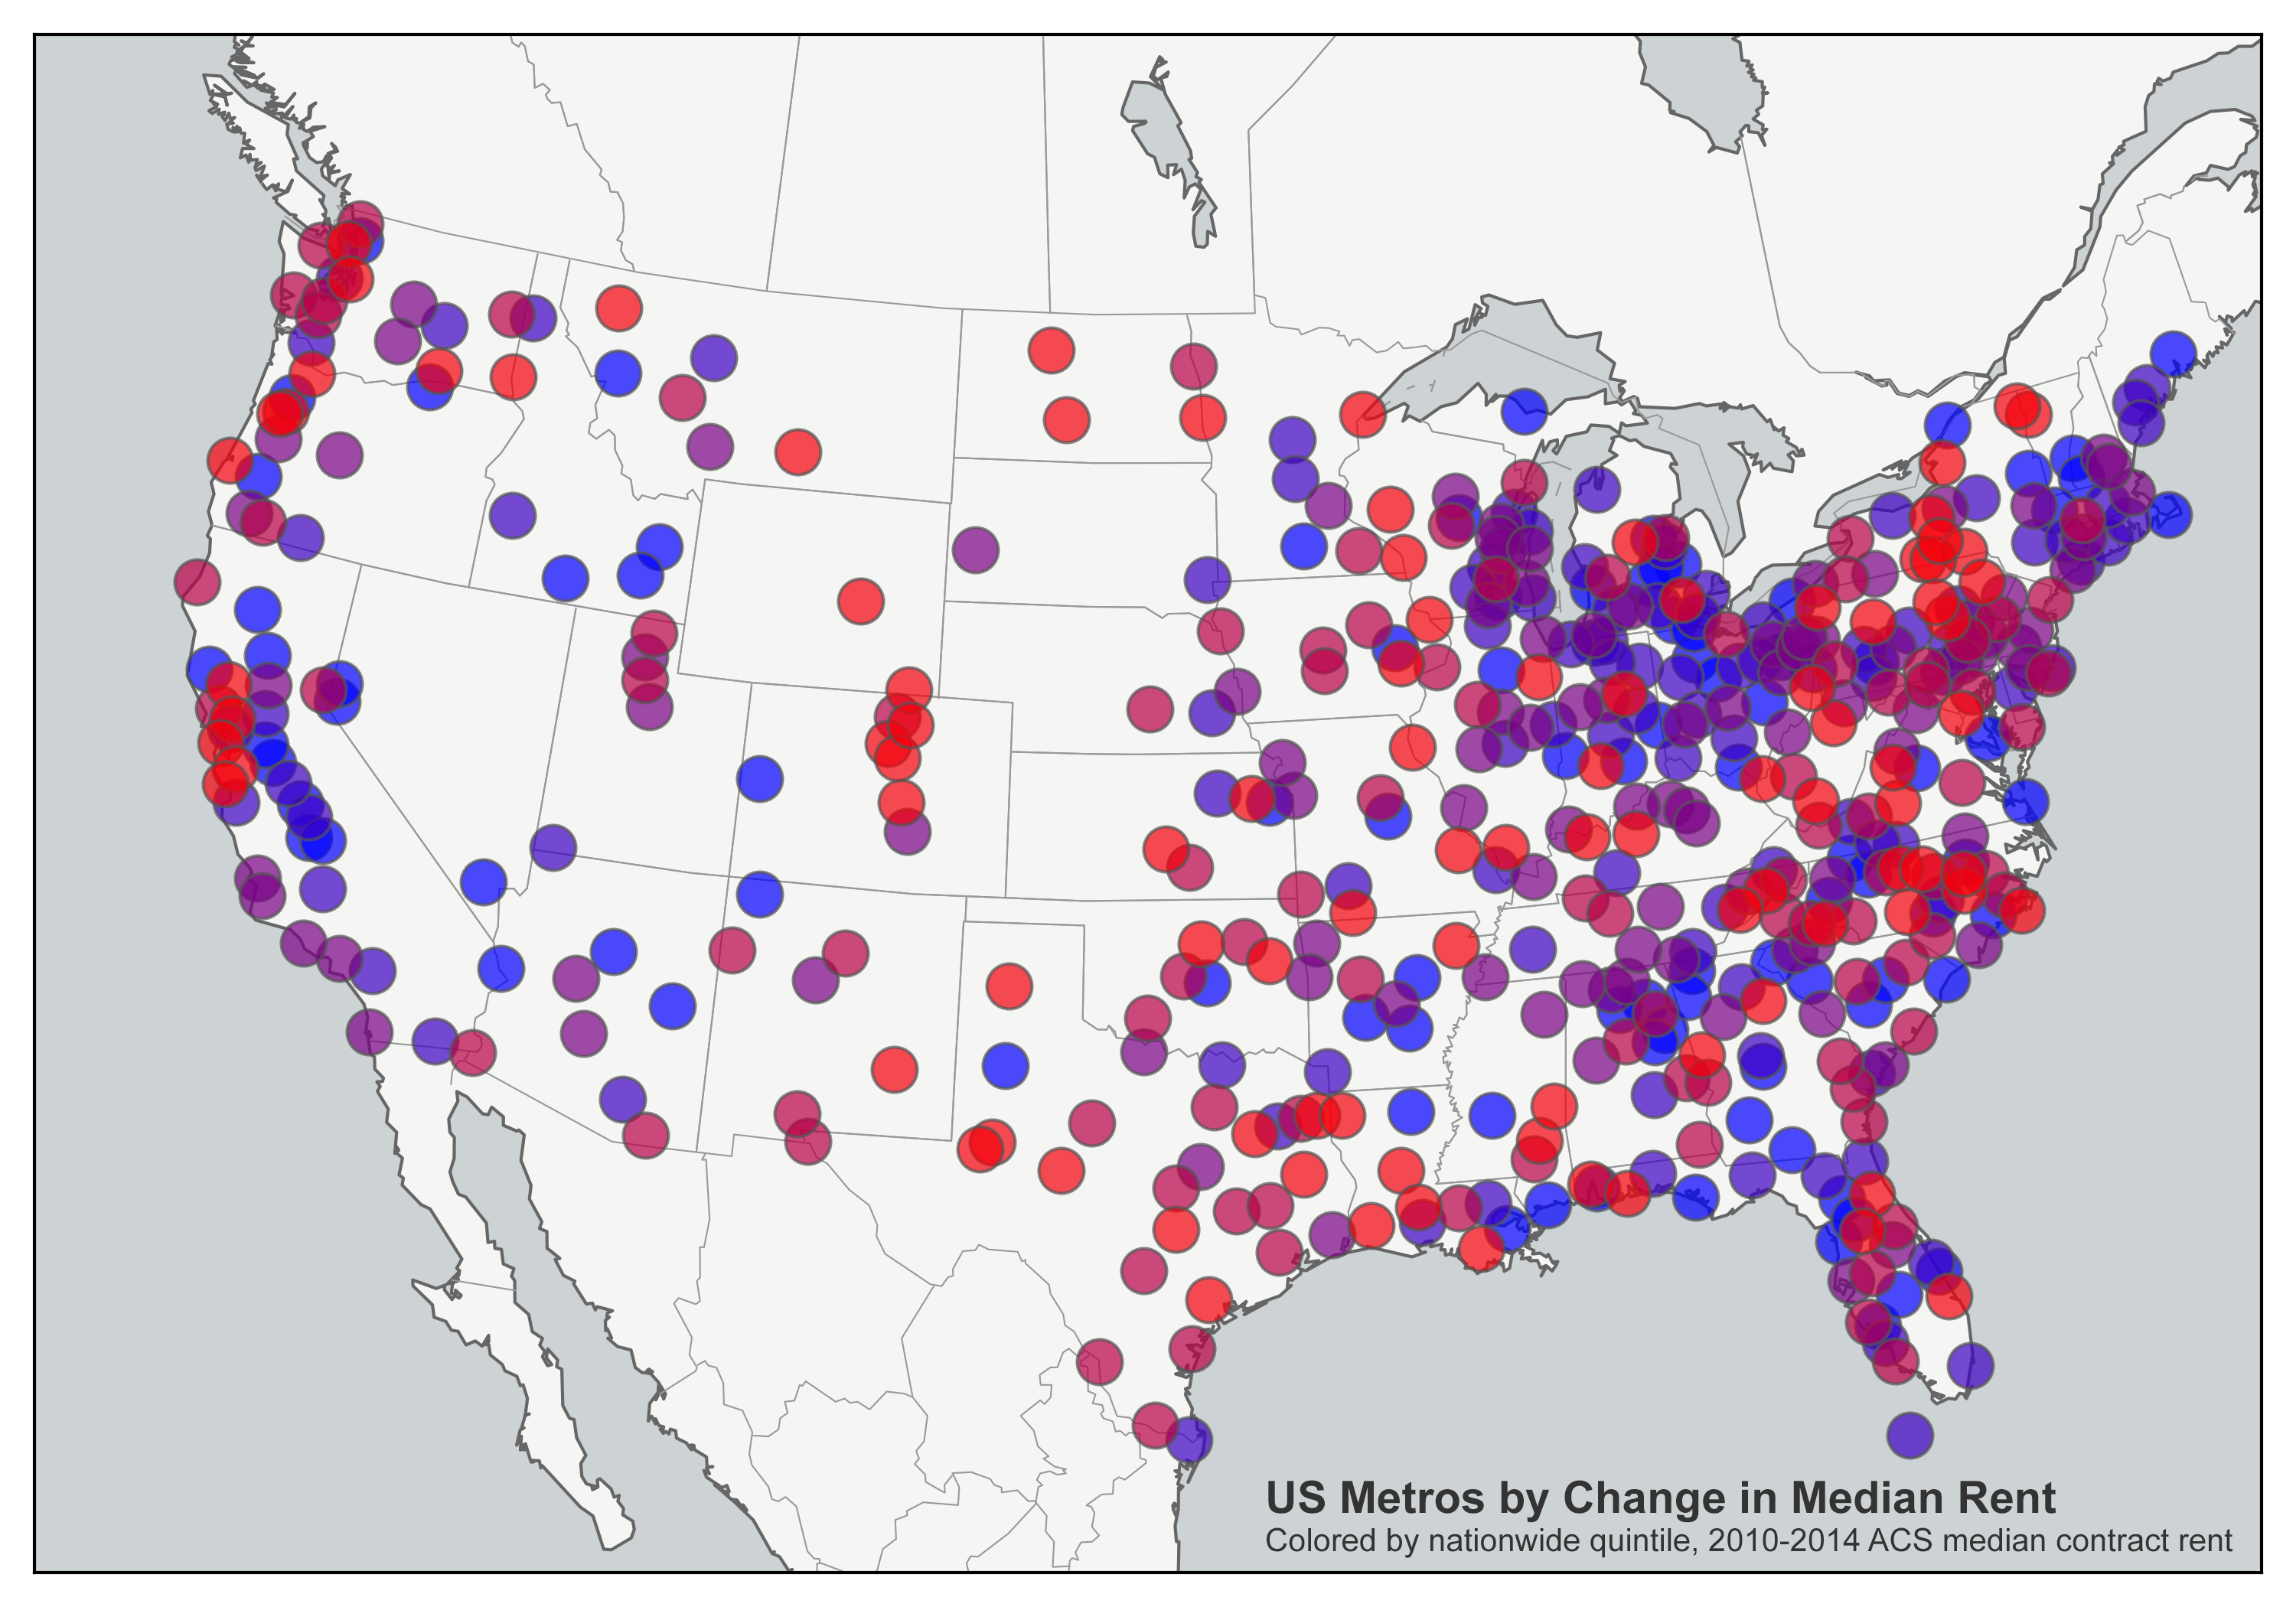 US Metros by Change in Median Rent
Colored by nationwide quintile, 2010-2014 ACS median contract rent